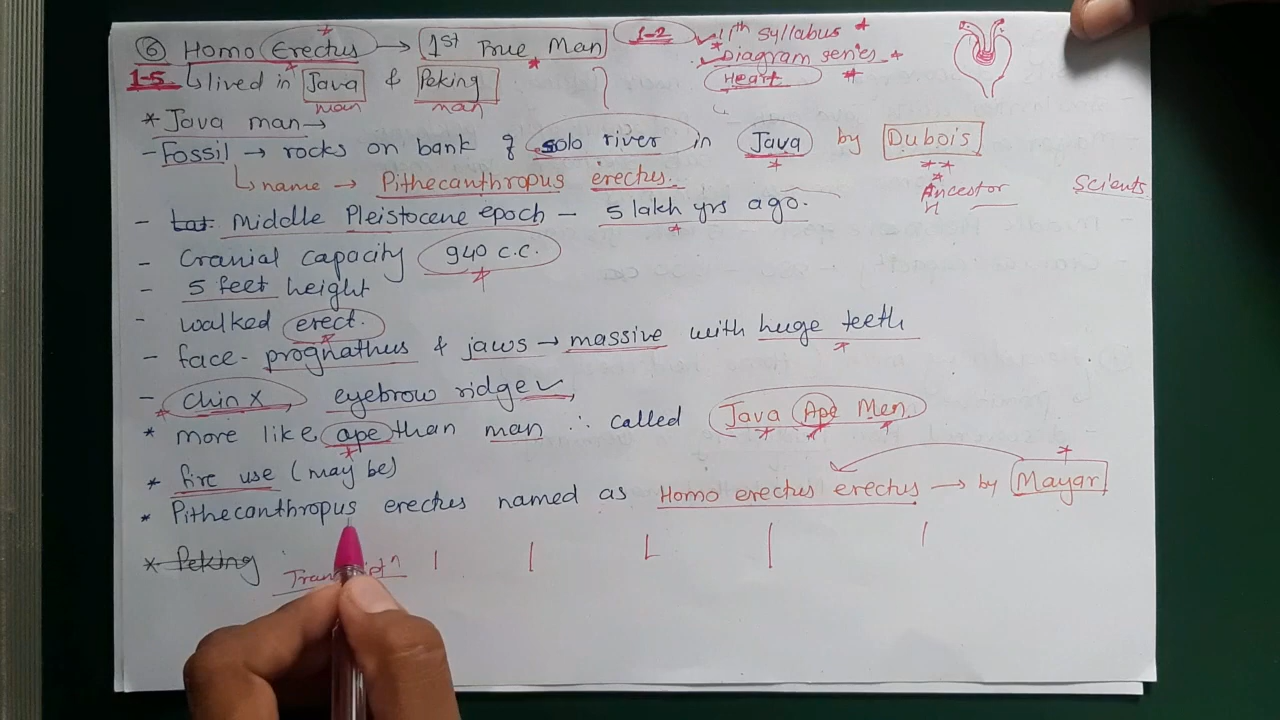 ⑥ Homo Erectus → 1st True Man 1-2 11th syllabus *
* Diagram series *
Heart *
1-5 ↳ lived in Java & Peking
man man
* Java man →
- Fossil → rocks on bank of solo river in Java by Dubois
↳ name → Pithecanthropus erectus.
Ancestor Scients
- Middle Pleistocene epoch - 5 lakh yrs ago.
- Cranial capacity 940 c.c.
- 5 feet height
- walked erect.
- face - prognathus & jaws → massive with huge teeth
- chin X, eyebrow ridge ✓,
* more like ape than man ∴ called Java Ape Men
* fire use (may be)
* Pithecanthropus erectus named as Homo erectus erectus → by Mayar
* Peking